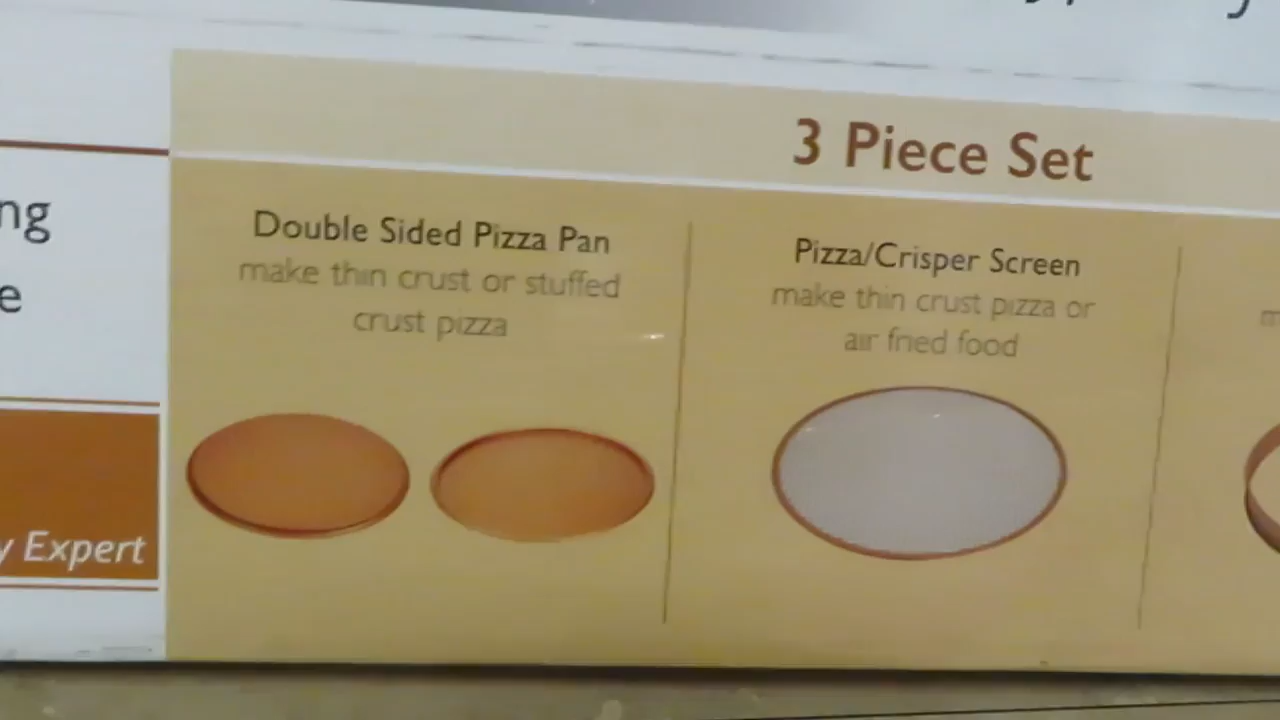 3 Piece Set
ng
e
Double Sided Pizza Pan
make thin crust or stuffed
crust pizza
Pizza/Crisper Screen
make thin crust pizza or
air fried food
m
y Expert